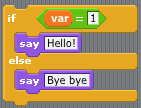 if var = 1
say Hello!
else
say Bye bye